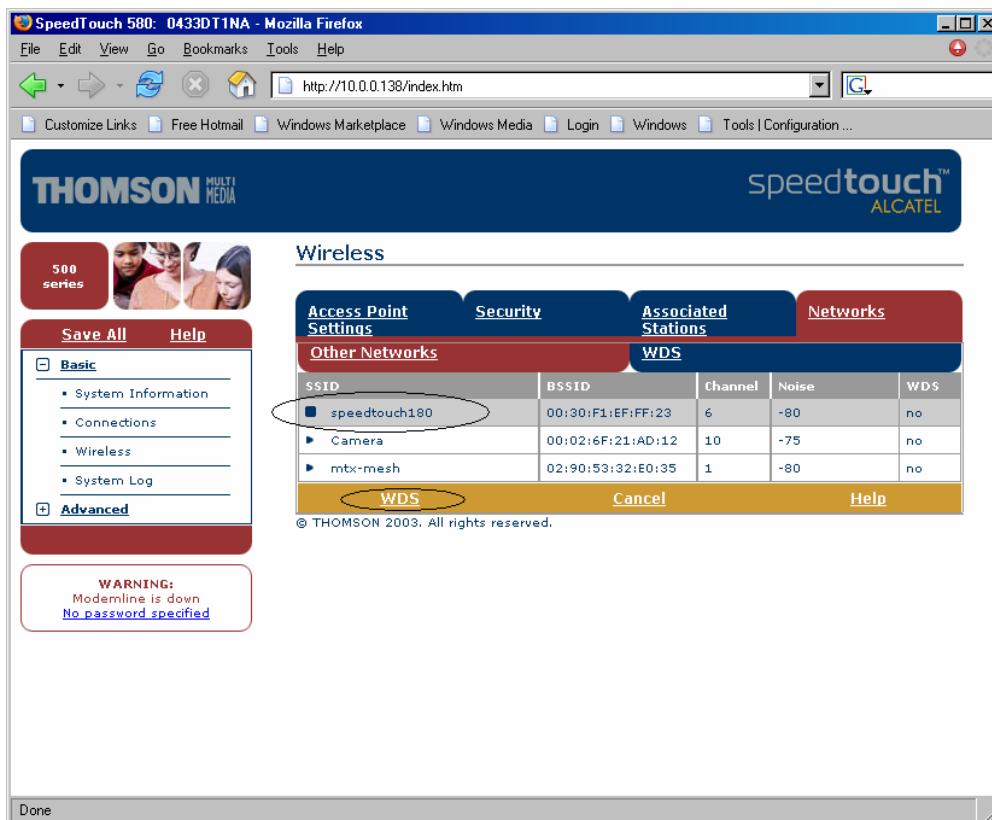 SpeedTouch 580: 0433DT1NA - Mozilla Firefox
File Edit View Go Bookmarks Tools Help
http://10.0.0.138/index.htm
G
Customize Links Free Hotmail Windows Marketplace Windows Media Login Windows Tools | Configuration ...
THOMSON MULTI MEDIA
speedtouch™
ALCATEL
500 series
Save All Help
Basic
System Information
Connections
Wireless
System Log
Advanced
WARNING:
Modemline is down
No password specified
Wireless
Access Point Settings Security Associated Stations Networks
Other Networks WDS
SSID BSSID Channel Noise WDS
speedtouch180 00:30:F1:EF:FF:23 6 -80 no
Camera 00:02:6F:21:AD:12 10 -75 no
mtx-mesh 02:90:53:32:E0:35 1 -80 no
WDS Cancel Help
© THOMSON 2003. All rights reserved.
Done